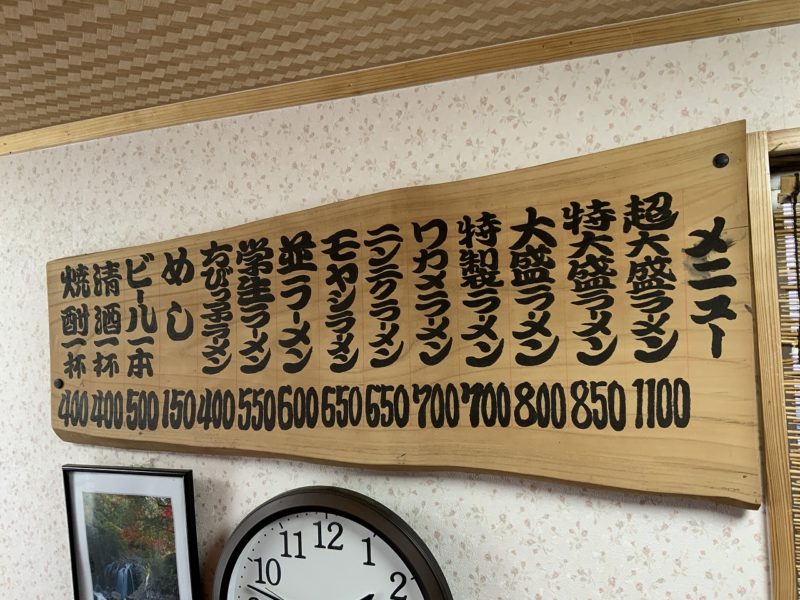 メニュー
超大盛ラーメン 1100
特大盛ラーメン 850
大盛ラーメン 800
特製ラーメン 700
ワカメラーメン 700
ニンニクラーメン 650
モヤシラーメン 650
並ラーメン 600
学生ラーメン 550
ちびっ子ラーメン 400
めし 150
ビール一本 500
清酒一杯 400
焼酎一杯 400
10 11 12 1 2